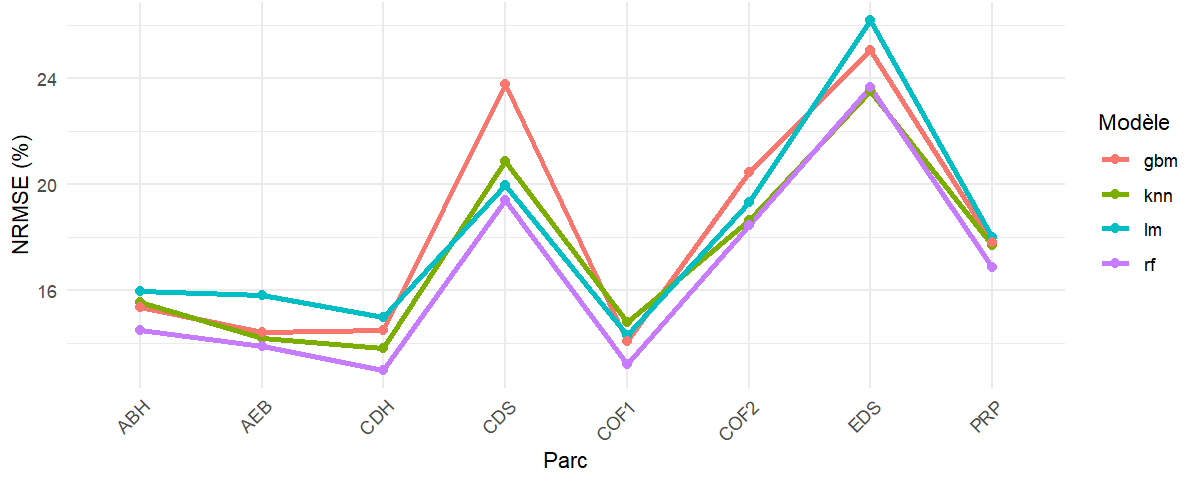 NRMSE (%)
24
20
16
ABH
AEB
CDH
CDS
COF1
COF2
EDS
PRP
Parc
Modèle
gbm
knn
lm
rf